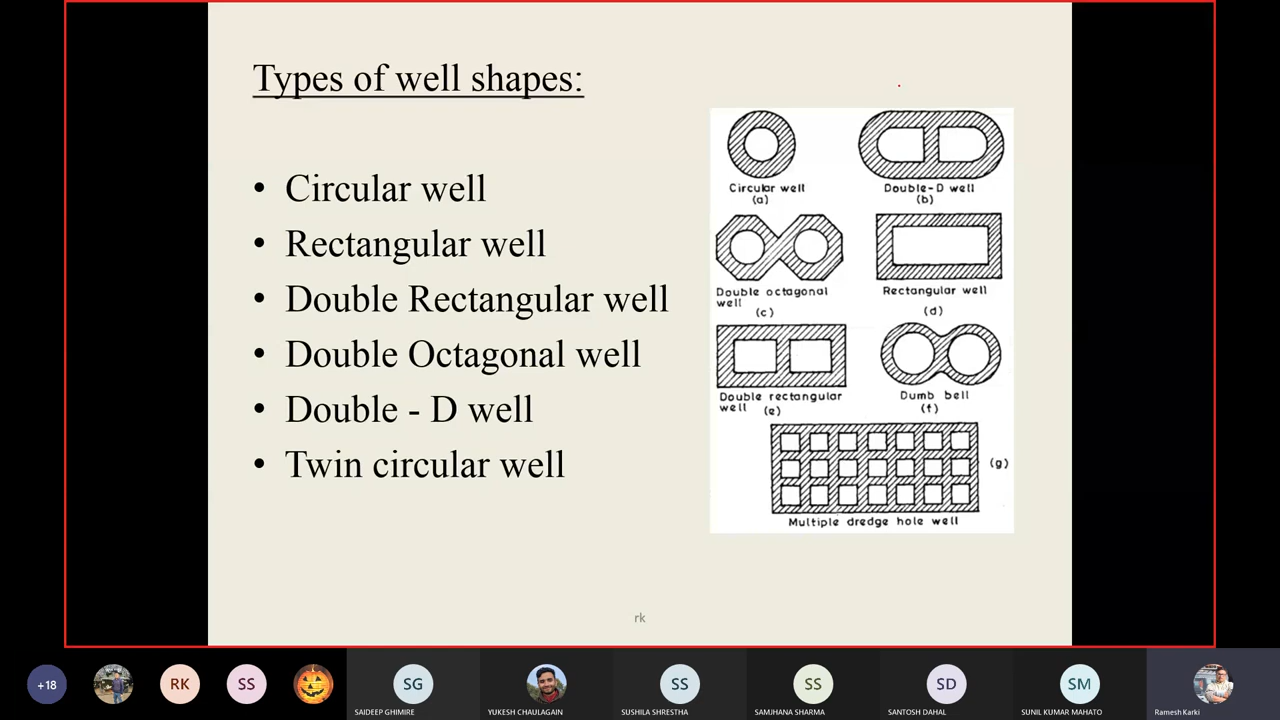 Types of well shapes:
• Circular well
• Rectangular well
• Double Rectangular well
• Double Octagonal well
• Double - D well
• Twin circular well
Circular well
(a)
Double-D well
(b)
Double octagonal
well
(c)
Rectangular well
(d)
Double rectangular
well (e)
Dumb bell
(f)
(g)
Multiple dredge hole well
rk
+18
RK
SS
SG
SAIDEEP GHIMIRE
YUKESH CHAULAGAIN
SS
SUSHILA SHRESTHA
SS
SAMJHANA SHARMA
SD
SANTOSH DAHAL
SM
SUNIL KUMAR MAHATO
Ramesh Karki